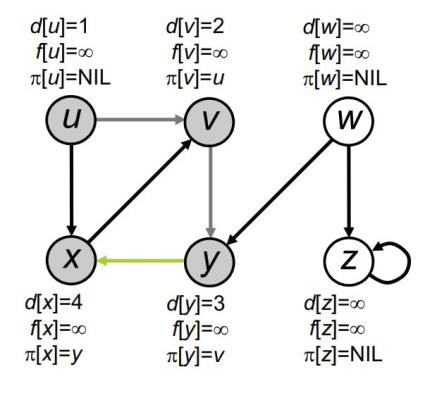 d[u]=1
f[u]=∞
π[u]=NIL
d[v]=2
f[v]=∞
π[v]=u
d[w]=∞
f[w]=∞
π[w]=NIL
u
v
w
x
y
z
d[x]=4
f[x]=∞
π[x]=y
d[y]=3
f[y]=∞
π[y]=v
d[z]=∞
f[z]=∞
π[z]=NIL